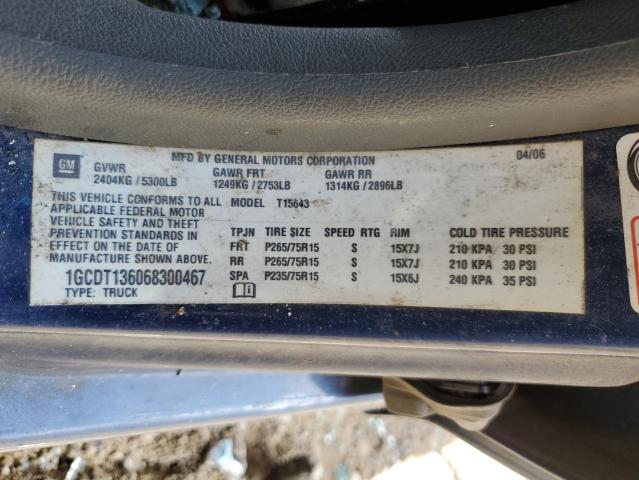 GM
MFD BY GENERAL MOTORS CORPORATION 04/06
GVWR GAWR FRT GAWR RR
2404KG / 5300LB 1249KG / 2753LB 1314KG / 2896LB
THIS VEHICLE CONFORMS TO ALL MODEL T15643
APPLICABLE FEDERAL MOTOR
VEHICLE SAFETY AND THEFT
PREVENTION STANDARDS IN
EFFECT ON THE DATE OF
MANUFACTURE SHOWN ABOVE.
1GCDT136068300467
TYPE: TRUCK
TPJN TIRE SIZE SPEED RTG RIM COLD TIRE PRESSURE
FRT P265/75R15 S 15X7J 210 KPA 30 PSI
RR P265/75R15 S 15X7J 210 KPA 30 PSI
SPA P235/75R15 S 15X6J 240 KPA 35 PSI